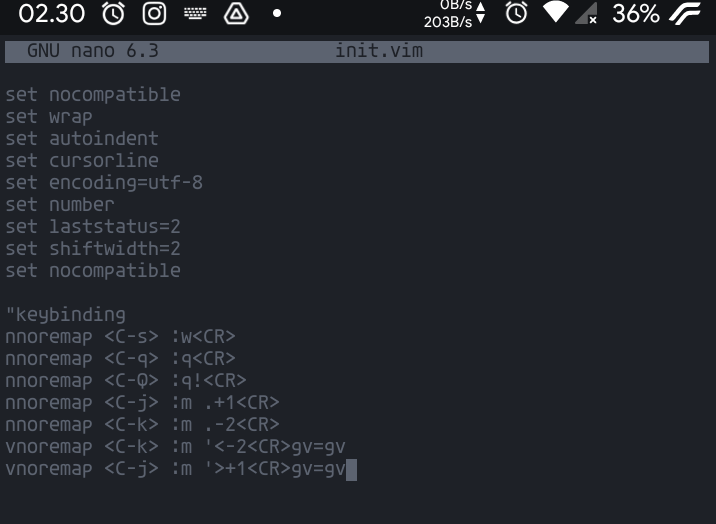 02.30 0B/s 36%
203B/s
GNU nano 6.3 init.vim
set nocompatible
set wrap
set autoindent
set cursorline
set encoding=utf-8
set number
set laststatus=2
set shiftwidth=2
set nocompatible
"keybinding
nnoremap <C-s> :w<CR>
nnoremap <C-q> :q<CR>
nnoremap <C-Q> :q!<CR>
nnoremap <C-j> :m .+1<CR>
nnoremap <C-k> :m .-2<CR>
vnoremap <C-k> :m '<-2<CR>gv=gv
vnoremap <C-j> :m '>+1<CR>gv=gv